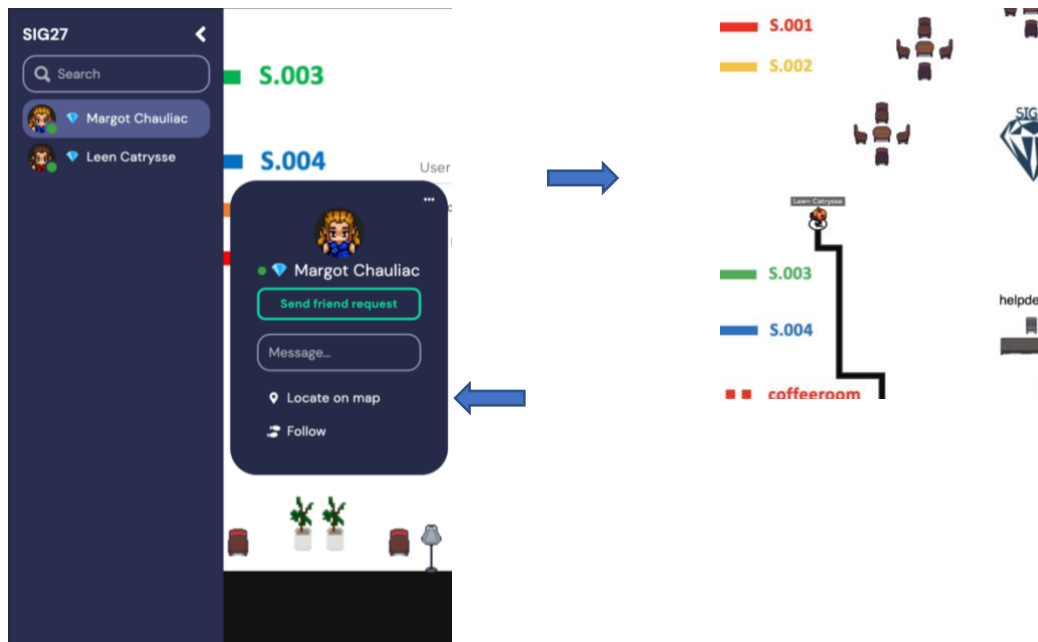 SIG27
Search
Margot Chauliac
Leen Catrysse
S.003
S.004
User
Margot Chauliac
Send friend request
Message...
Locate on map
Follow
S.001
S.002
SIG
Leen Catrysse
S.003
S.004
helpde
coffeeroom